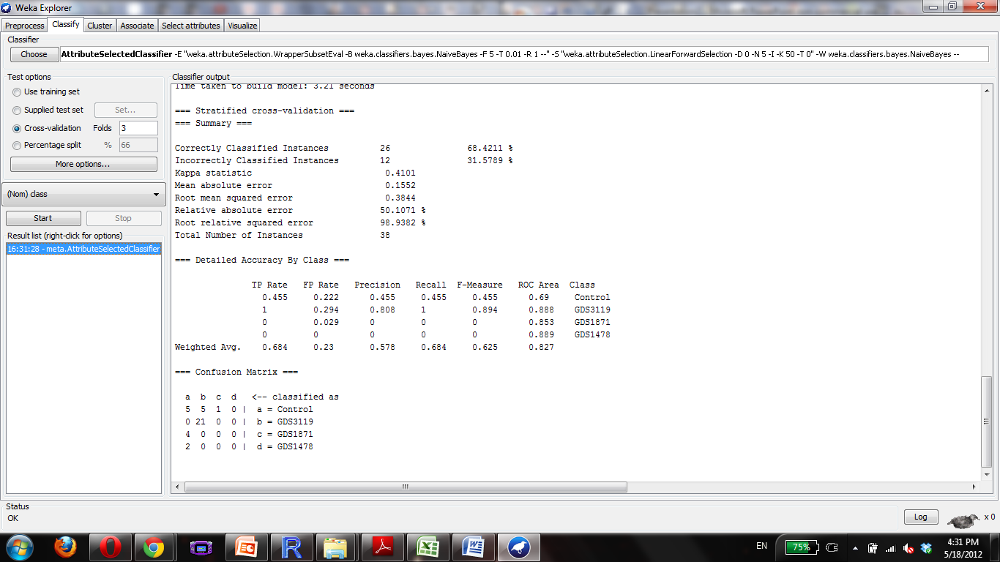 Weka Explorer
Preprocess Classify Cluster Associate Select attributes Visualize
Classifier
Choose AttributeSelectedClassifier -E "weka.attributeSelection.WrapperSubsetEval -B weka.classifiers.bayes.NaiveBayes -F 5 -T 0.01 -R 1 --" -S "weka.attributeSelection.LinearForwardSelection -D 0 -N 5 -I -K 50 -T 0" -W weka.classifiers.bayes.NaiveBayes --
Test options
Use training set
Supplied test set Set...
Cross-validation Folds 3
Percentage split % 66
More options...
(Nom) class
Start Stop
Result list (right-click for options)
16:31:28 - meta.AttributeSelectedClassifier
Classifier output
Time taken to build model: 3.21 seconds
=== Stratified cross-validation ===
=== Summary ===
Correctly Classified Instances 26 68.4211 %
Incorrectly Classified Instances 12 31.5789 %
Kappa statistic 0.4101
Mean absolute error 0.1552
Root mean squared error 0.3844
Relative absolute error 50.1071 %
Root relative squared error 98.9382 %
Total Number of Instances 38
=== Detailed Accuracy By Class ===
TP Rate FP Rate Precision Recall F-Measure ROC Area Class
0.455 0.222 0.455 0.455 0.455 0.69 Control
1 0.294 0.808 1 0.894 0.888 GDS3119
0 0.029 0 0 0 0.853 GDS1871
0 0 0 0 0 0.889 GDS1478
Weighted Avg. 0.684 0.23 0.578 0.684 0.625 0.827
=== Confusion Matrix ===
a b c d <-- classified as
5 5 1 0 | a = Control
0 21 0 0 | b = GDS3119
4 0 0 0 | c = GDS1871
2 0 0 0 | d = GDS1478
Status
OK
Log x 0
EN 75% 4:31 PM
5/18/2012